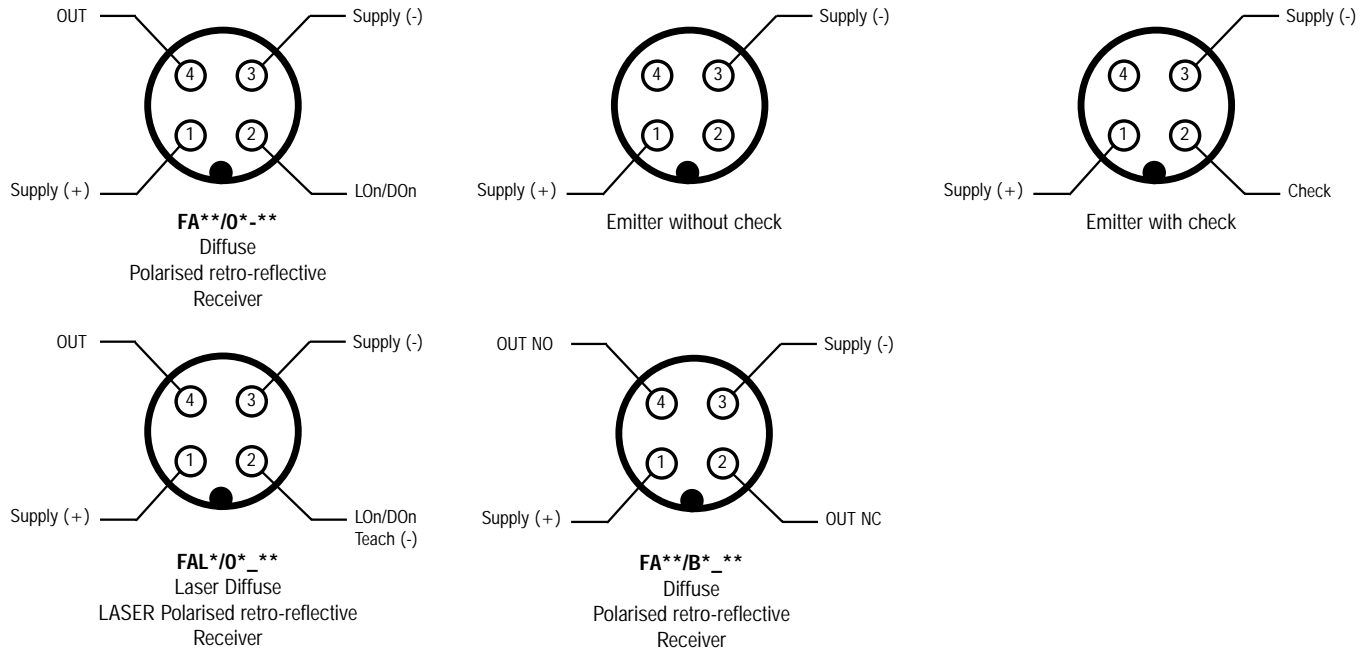 OUT
Supply (-)
4
3
1
2
Supply (+)
LOn/DOn
FA**/0*-**
Diffuse
Polarised retro-reflective
Receiver
Supply (-)
4
3
1
2
Supply (+)
Emitter without check
Supply (-)
4
3
1
2
Supply (+)
Check
Emitter with check
OUT
Supply (-)
4
3
1
2
Supply (+)
LOn/DOn
Teach (-)
FAL*/0*_**
Laser Diffuse
LASER Polarised retro-reflective
Receiver
OUT NO
Supply (-)
4
3
1
2
Supply (+)
OUT NC
FA**/B*_**
Diffuse
Polarised retro-reflective
Receiver